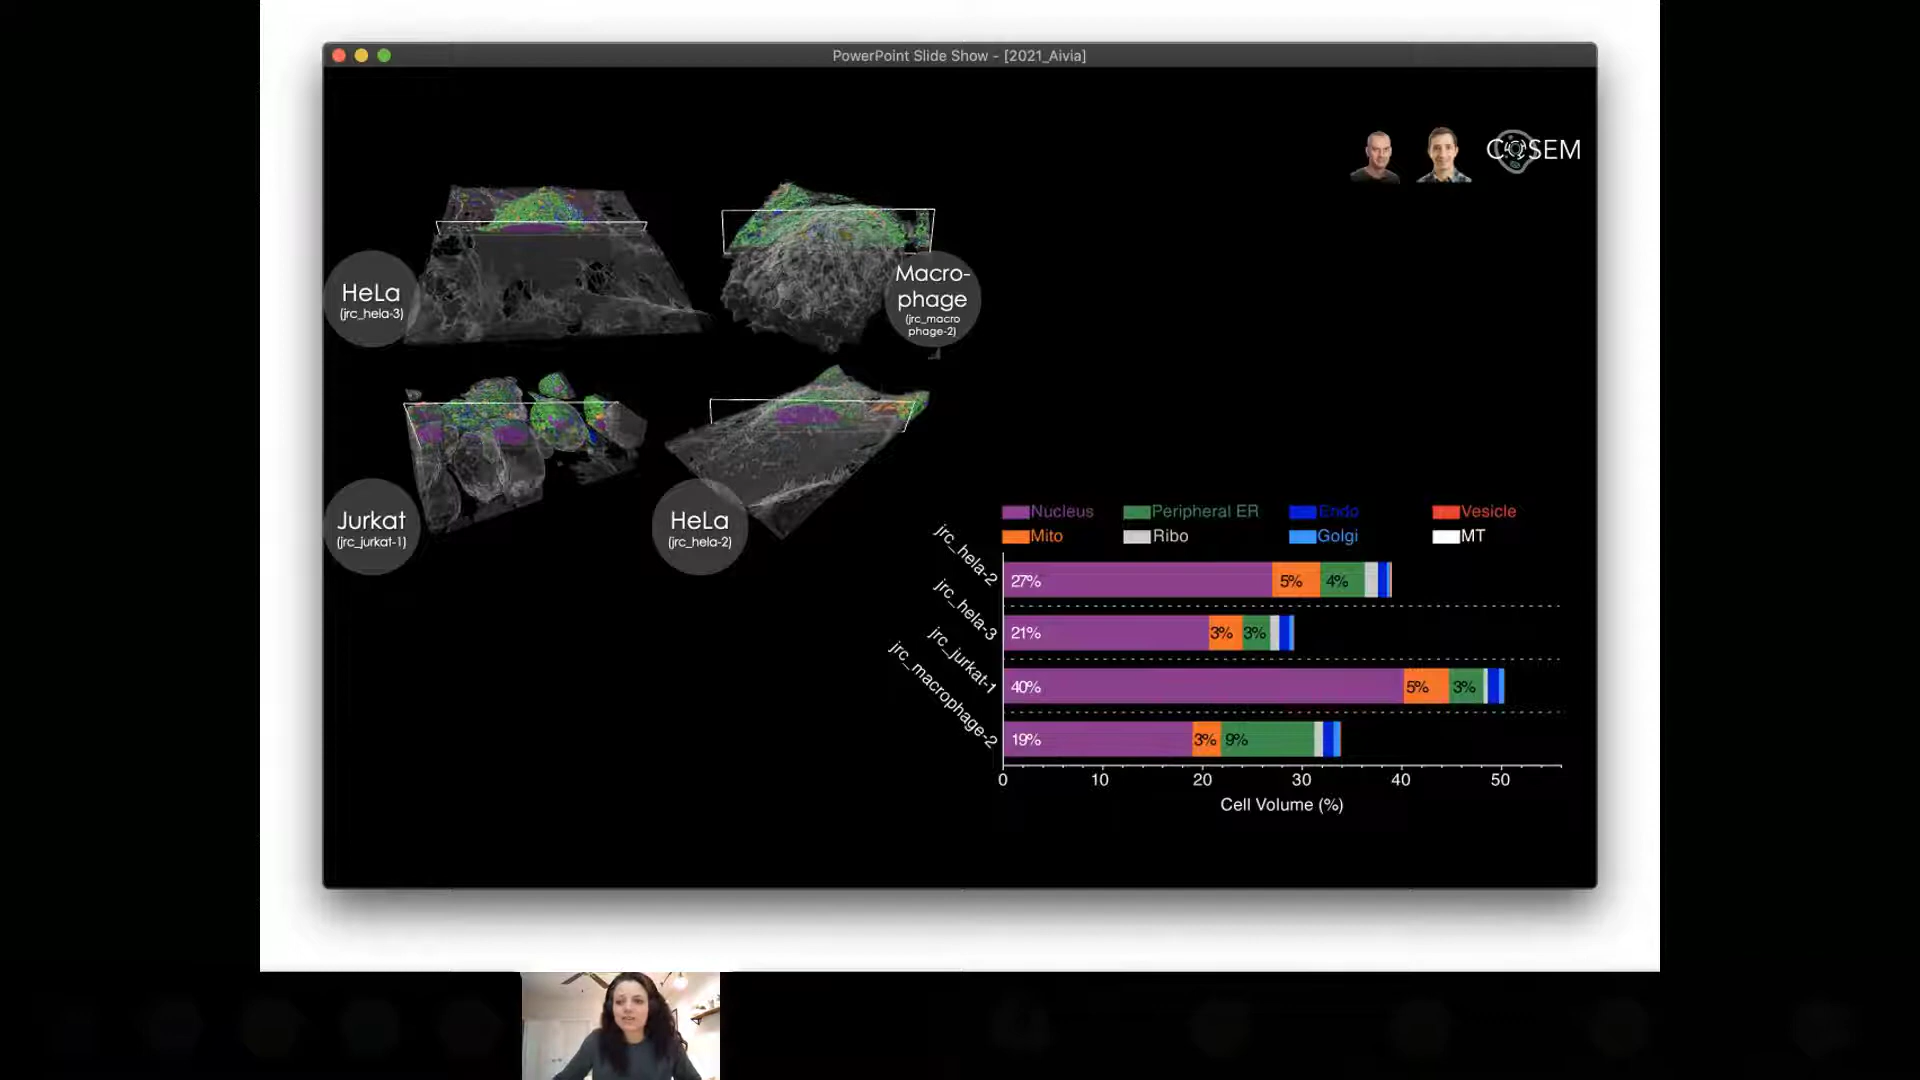 PowerPoint Slide Show - [2021_Aivia]
COSEM
HeLa
(jrc_hela-3)
Macro-
phage
(jrc_macro
phage-2)
Jurkat
(jrc_jurkat-1)
HeLa
(jrc_hela-2)
Nucleus Peripheral ER Endo Vesicle
Mito Ribo Golgi MT
jrc_hela-2 27% 5% 4%
jrc_hela-3 21% 3% 3%
jrc_jurkat-1 40% 5% 3%
jrc_macrophage-2 19% 3% 9%
0 10 20 30 40 50
Cell Volume (%)